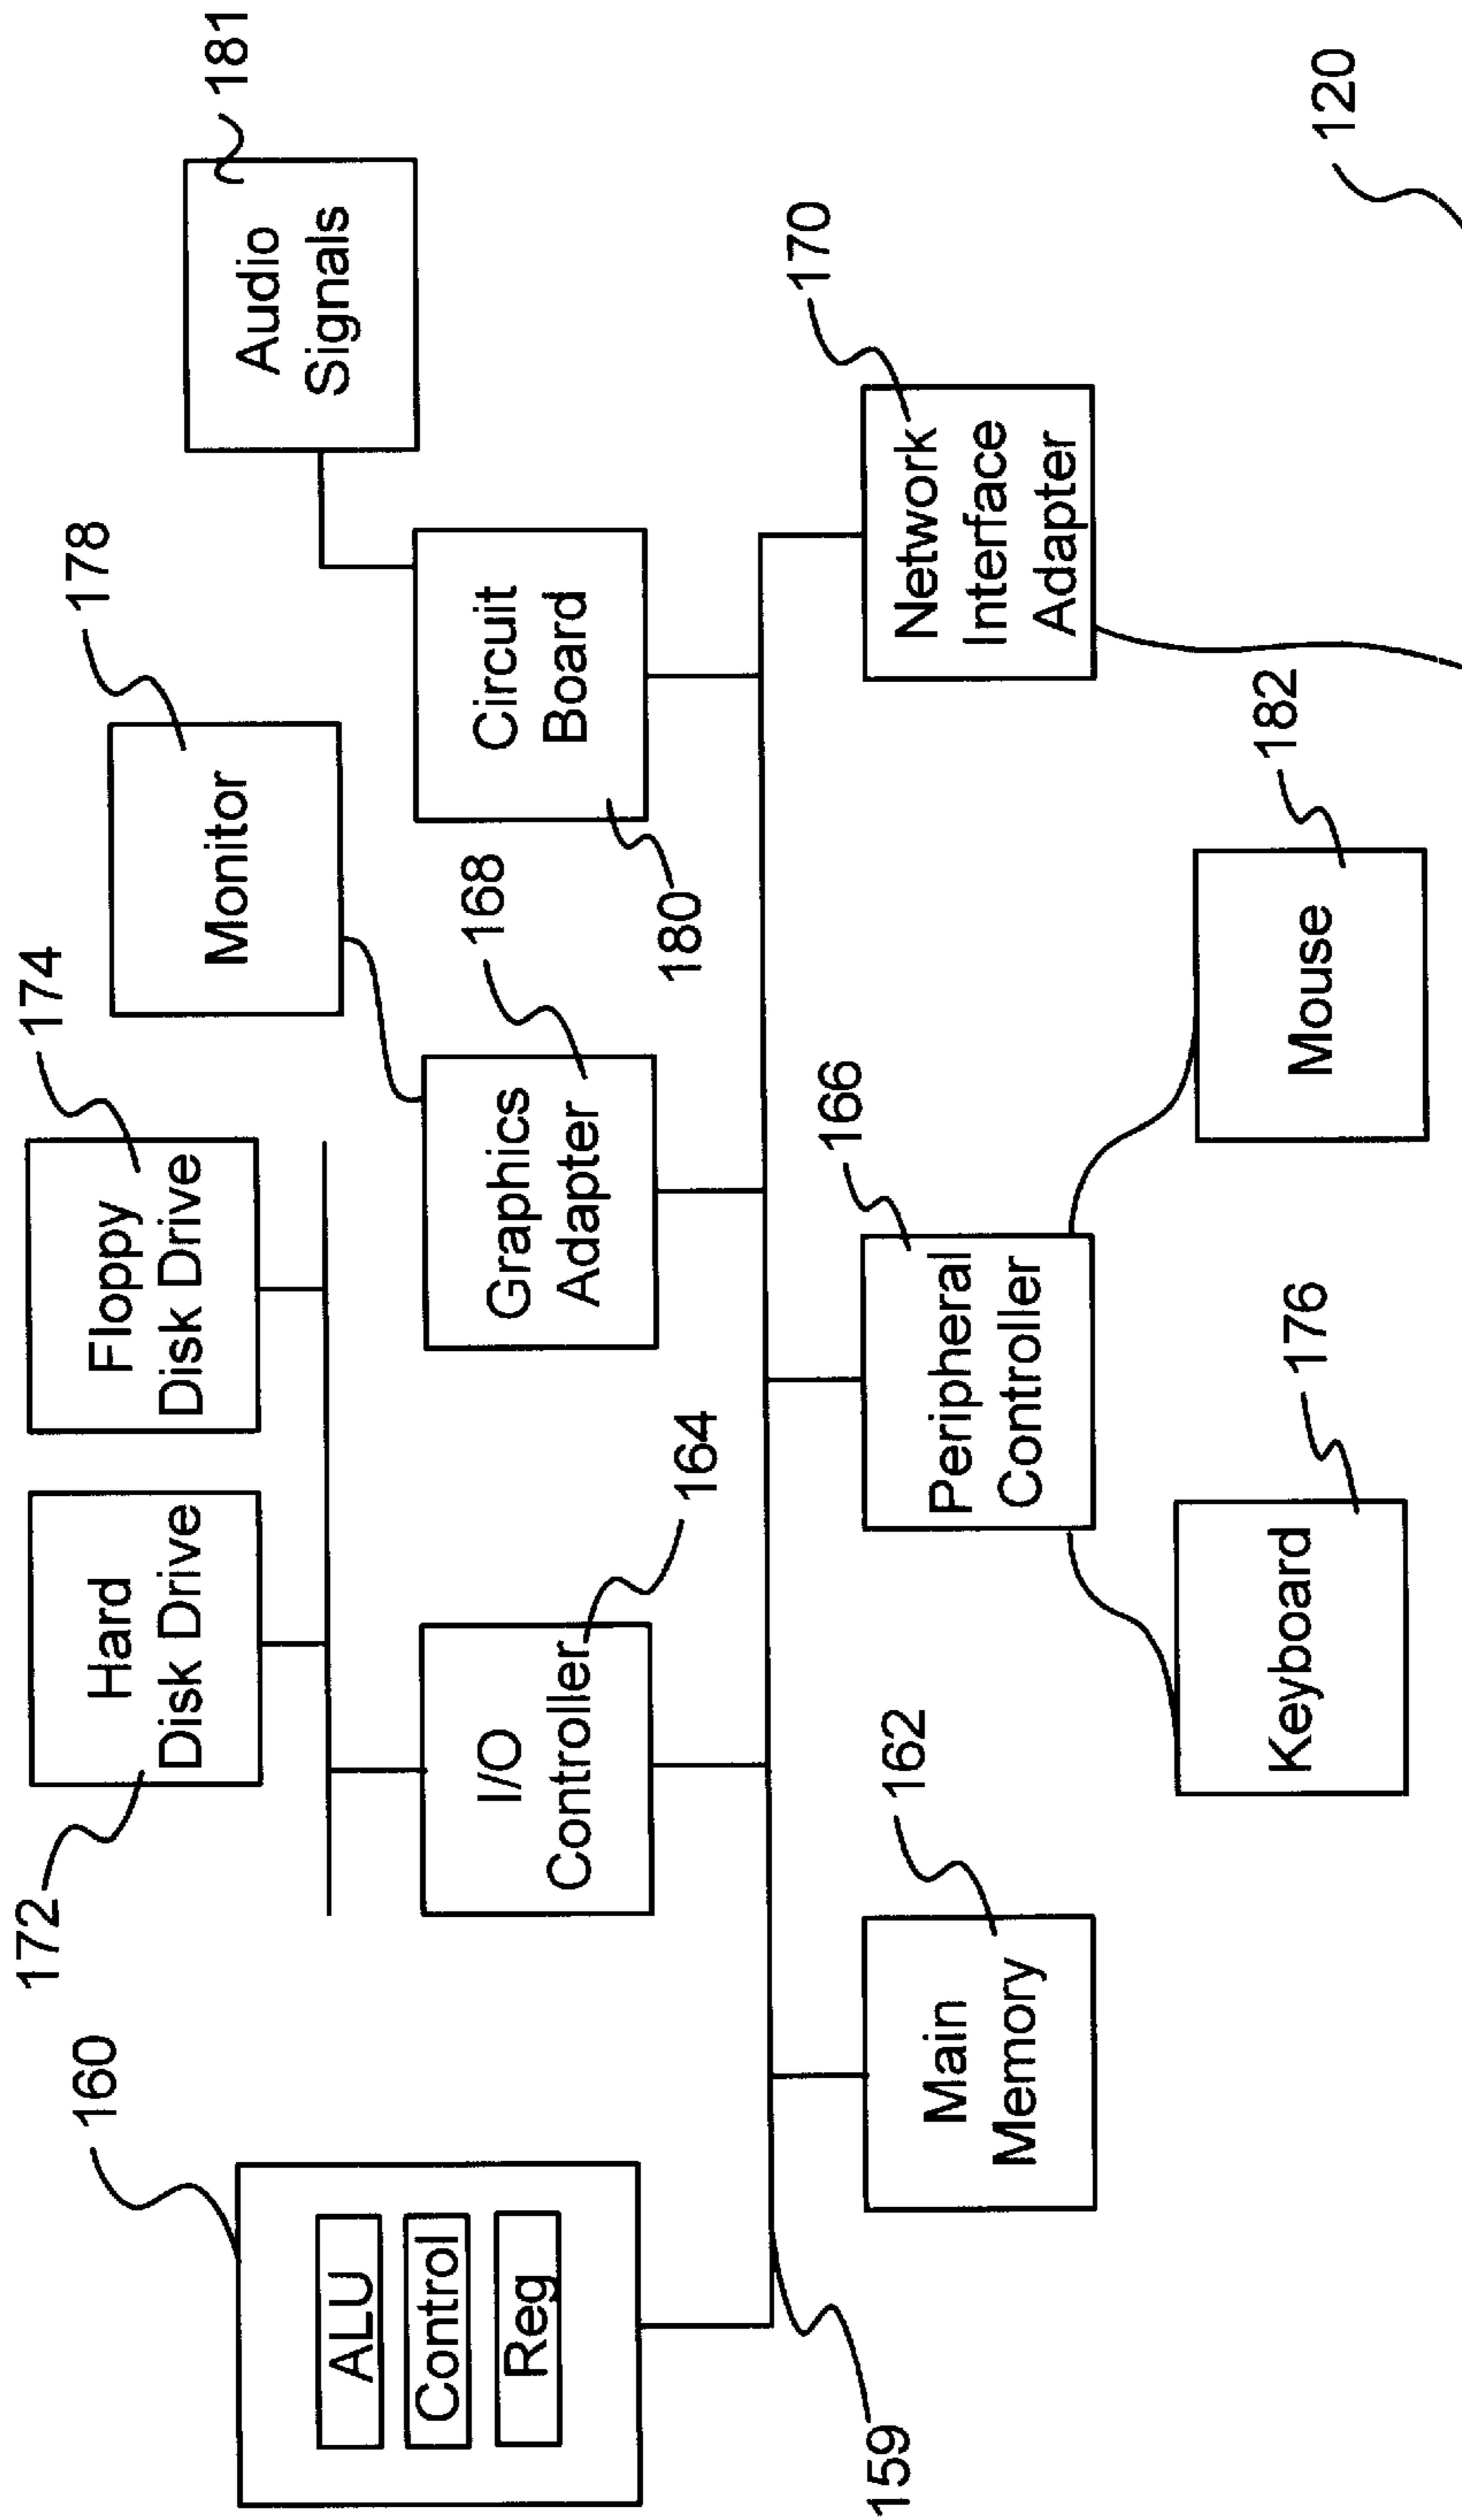 160
ALU
Control
Reg
159
172
Hard
Disk Drive
174
Floppy
Disk Drive
178
Monitor
181
Audio
Signals
I/O
Controller
164
Graphics
Adapter
168
Circuit
Board
180
Main
Memory
162
Peripheral
Controller
166
Network
Interface
Adapter
170
Keyboard
176
Mouse
182
120